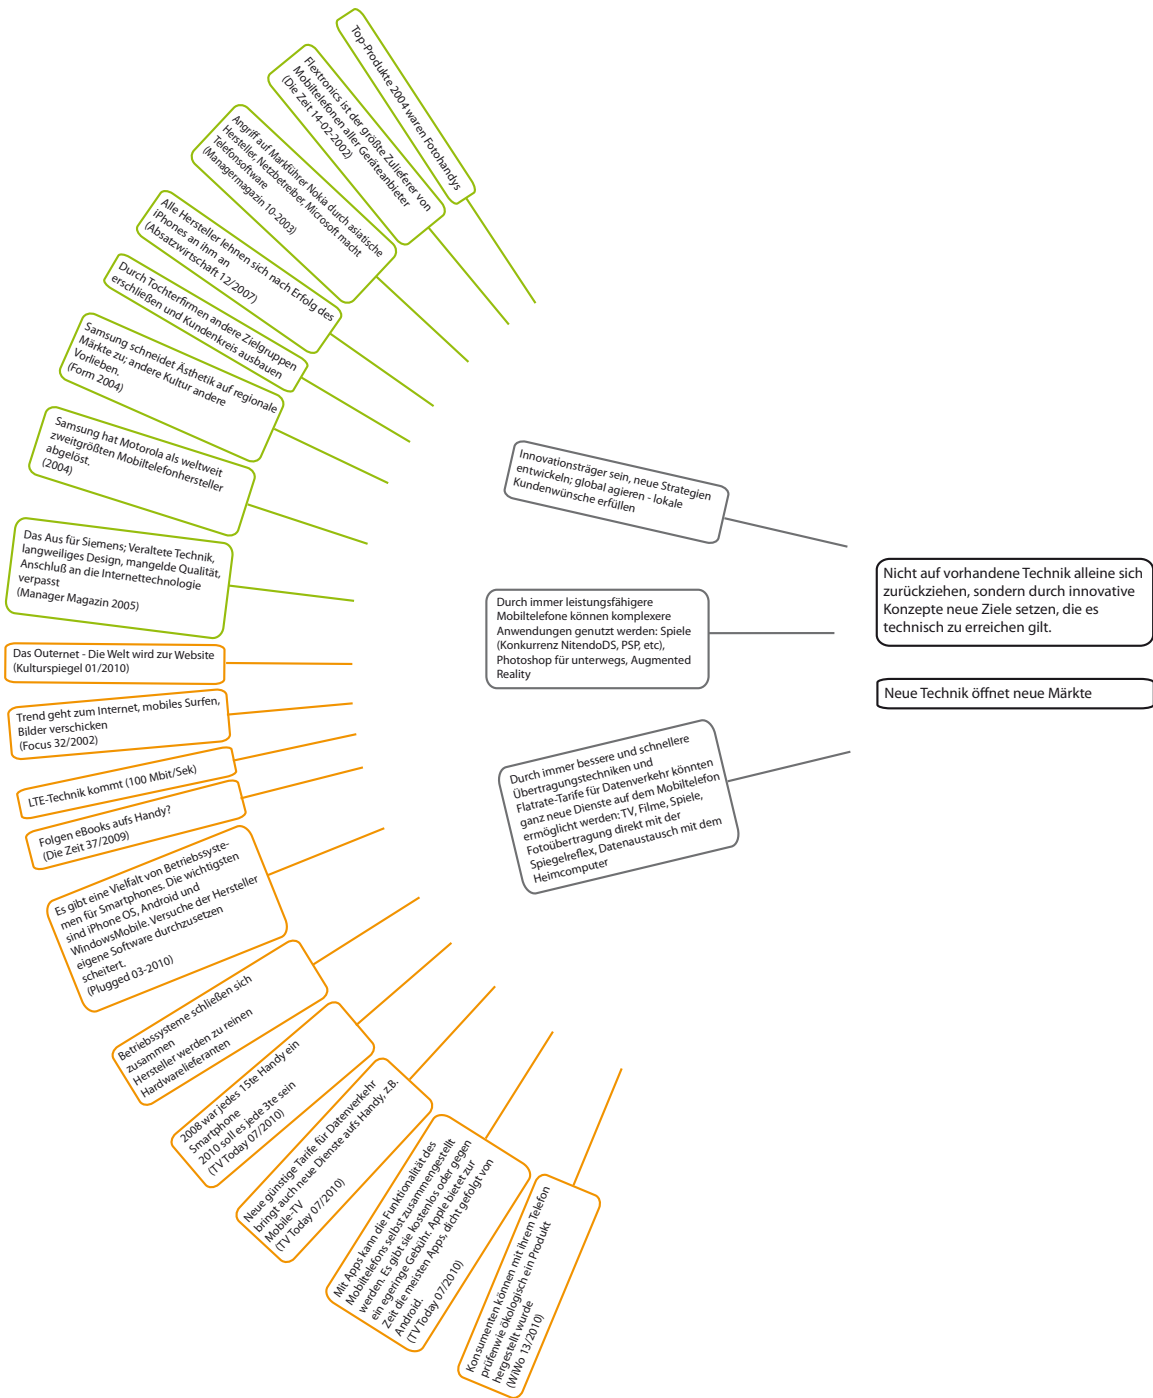 Top-Produkte 2004 waren Fotohandys
Flextronics ist der größte Zulieferer von
Mobiltelefonen aller Geräteanbieter
(Die Zeit 14-02-2002)
Angriff auf Markführer Nokia durch asiatische
Hersteller, Netzbetreiber, Microsoft macht
Telefonsoftware
(Managermagazin 10-2003)
Alle Hersteller lehnen sich nach Erfolg des
iPhones an ihm an
(Absatzwirtschaft 12/2007)
Durch Tochterfirmen andere Zielgruppen
erschließen und Kundenkreis ausbauen
Samsung schneidet Ästhetik auf regionale
Märkte zu; andere Kultur andere
Vorlieben.
(Form 2004)
Samsung hat Motorola als weltweit
zweitgrößten Mobiltelefonhersteller
abgelöst.
(2004)
Das Aus für Siemens; Veraltete Technik,
langweiliges Design, mangelde Qualität,
Anschluß an die Internettechnologie
verpasst
(Manager Magazin 2005)
Das Outernet - Die Welt wird zur Website
(Kulturspiegel 01/2010)
Trend geht zum Internet, mobiles Surfen,
Bilder verschicken
(Focus 32/2002)
LTE-Technik kommt (100 Mbit/Sek)
Folgen eBooks aufs Handy?
(Die Zeit 37/2009)
Es gibt eine Vielfalt von Betriebssyste-
men für Smartphones. Die wichtigsten
sind iPhone OS, Android und
WindowsMobile. Versuche der Hersteller
eigene Software durchzusetzen
scheitert.
(Plugged 03-2010)
Betriebssysteme schließen sich
zusammen
Hersteller werden zu reinen
Hardwarelieferanten
2008 war jedes 15te Handy ein
Smartphone
2010 soll es jede 3te sein
(TV Today 07/2010)
Neue günstige Tarife für Datenverkehr
bringt auch neue Dienste aufs Handy, z.B.
Mobile-TV
(TV Today 07/2010)
Mit Apps kann die Funktionalität des
Mobiltelefons selbst zusammengestellt
werden. Es gibt sie kostenlos oder gegen
ein egeringe Gebühr. Apple bietet zur
Zeit die meisten Apps, dicht gefolgt von
Android.
(TV Today 07/2010)
Konsumenten können mit ihrem Telefon
prüfenwie ökologisch ein Produkt
hergestellt wurde
(WiWo 13/2010)
Innovationsträger sein, neue Strategien
entwickeln; global agieren - lokale
Kundenwünsche erfüllen
Durch immer leistungsfähigere
Mobiltelefone können komplexere
Anwendungen genutzt werden: Spiele
(Konkurrenz NitendoDS, PSP, etc),
Photoshop für unterwegs, Augmented
Reality
Durch immer bessere und schnellere
Übertragungstechniken und
Flatrate-Tarife für Datenverkehr könnten
ganz neue Dienste auf dem Mobiltelefon
ermöglicht werden: TV, Filme, Spiele,
Fotoübertragung direkt mit der
Spiegelreflex, Datenaustausch mit dem
Heimcomputer
Nicht auf vorhandene Technik alleine sich
zurückziehen, sondern durch innovative
Konzepte neue Ziele setzen, die es
technisch zu erreichen gilt.
Neue Technik öffnet neue Märkte